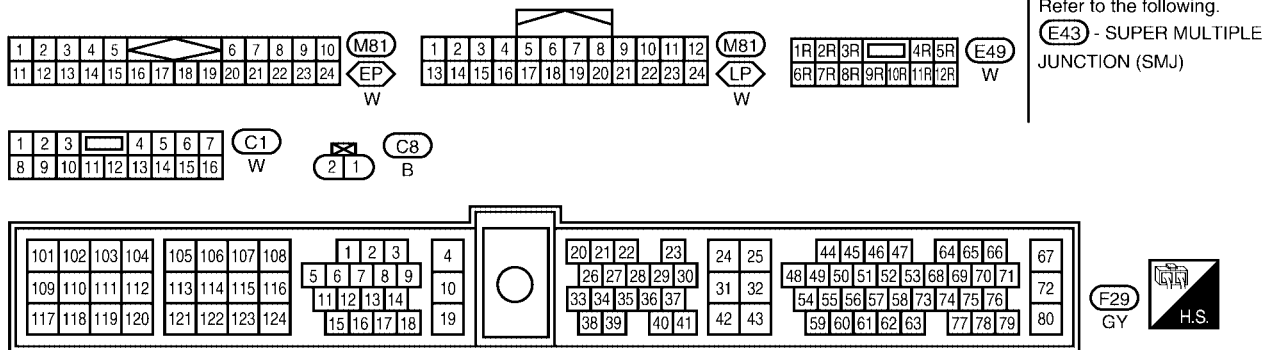 Refer to the following.
E43 - SUPER MULTIPLE
JUNCTION (SMJ)
1 2 3 4 5 6 7 8 9 10
11 12 13 14 15 16 17 18 19 20 21 22 23 24
M81
EP
W
1 2 3 4 5 6 7 8 9 10 11 12
13 14 15 16 17 18 19 20 21 22 23 24
M81
LP
W
1R 2R 3R 4R 5R
6R 7R 8R 9R 10R 11R 12R
E49
W
1 2 3 4 5 6 7
8 9 10 11 12 13 14 15 16
C1
W
2 1
C8
B
101 102 103 104 105 106 107 108 1 2 3 4 20 21 22 23 24 25 44 45 46 47 64 65 66 67
109 110 111 112 113 114 115 116 5 6 7 8 9 10 26 27 28 29 30 31 32 48 49 50 51 52 53 68 69 70 71 72
11 12 13 14 33 34 35 36 37 54 55 56 57 58 73 74 75 76
117 118 119 120 121 122 123 124 15 16 17 18 19 38 39 40 41 42 43 59 60 61 62 63 77 78 79 80
F29
GY
H.S.